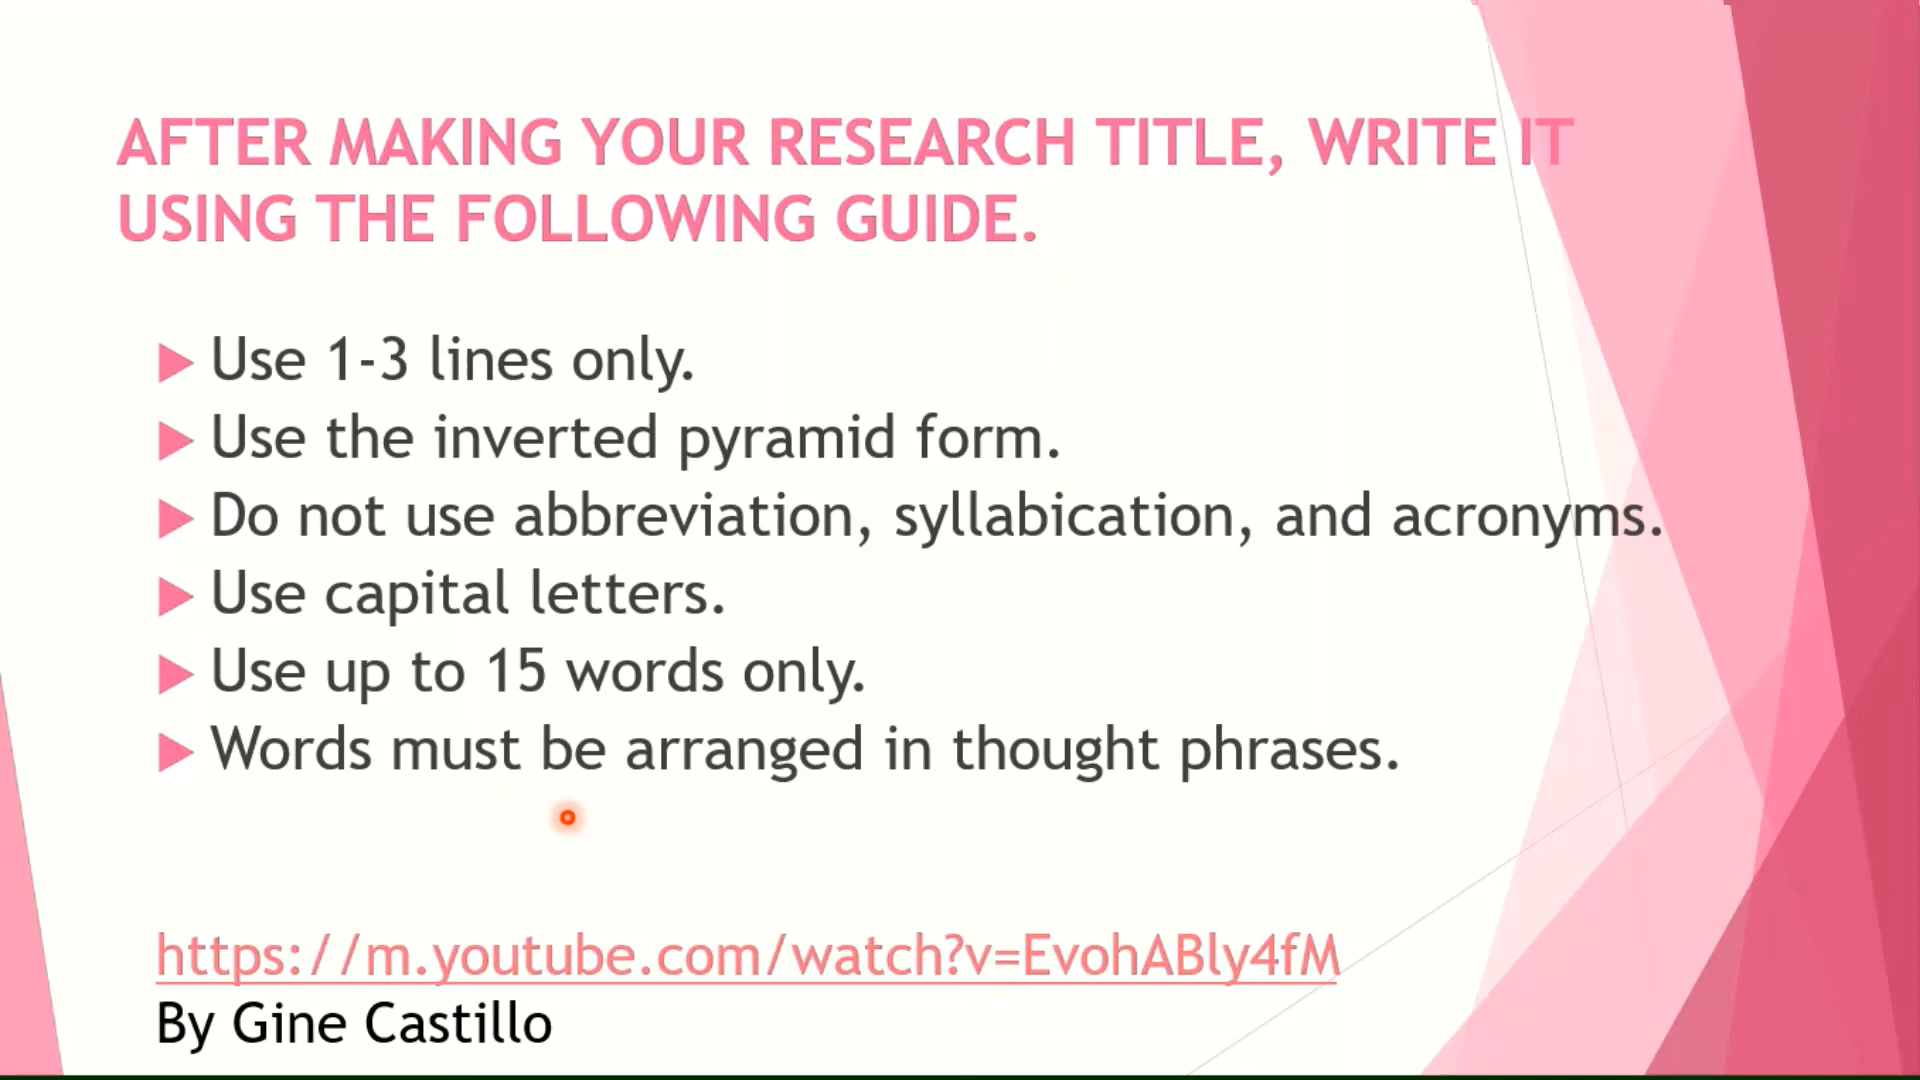 AFTER MAKING YOUR RESEARCH TITLE, WRITE IT
USING THE FOLLOWING GUIDE.
Use 1-3 lines only.
Use the inverted pyramid form.
Do not use abbreviation, syllabication, and acronyms.
Use capital letters.
Use up to 15 words only.
Words must be arranged in thought phrases.
https://m.youtube.com/watch?v=EvohABly4fM
By Gine Castillo